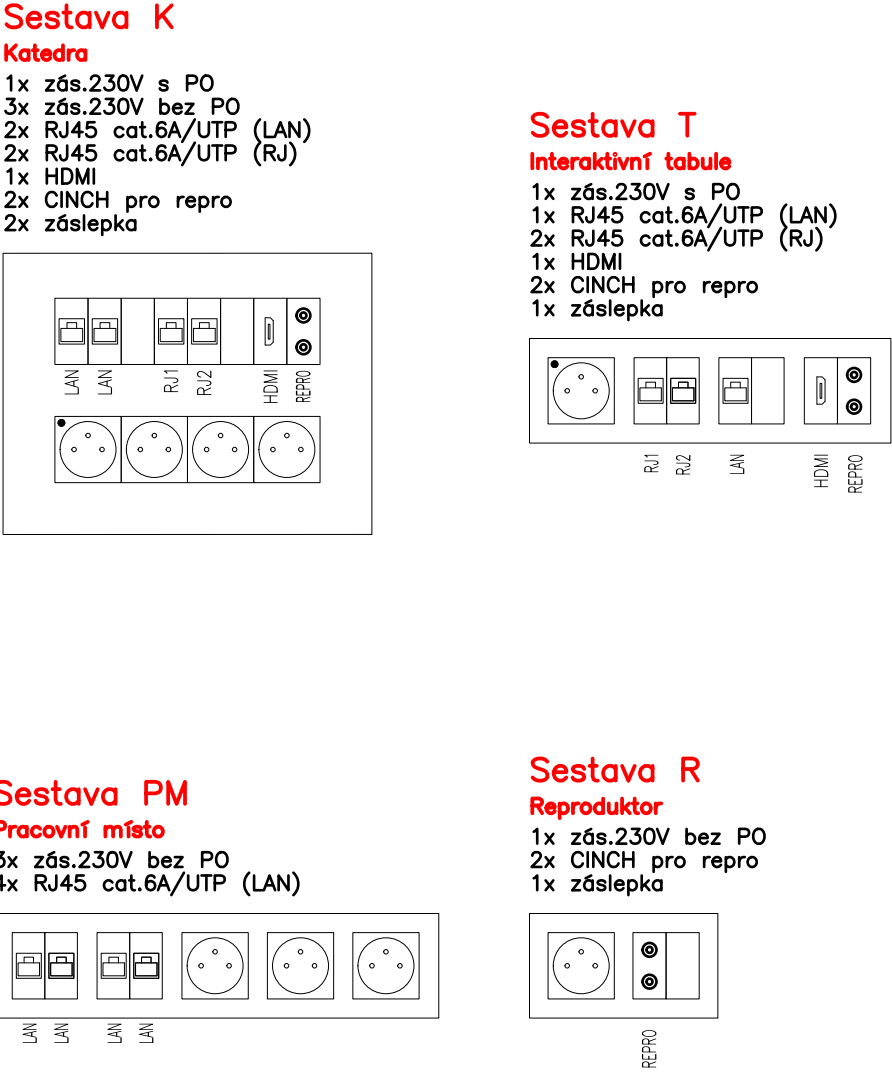 Sestava K
Katedra
1x zás.230V s PO
3x zás.230V bez PO
2x RJ45 cat.6A/UTP (LAN)
2x RJ45 cat.6A/UTP (RJ)
1x HDMI
2x CINCH pro repro
2x záslepka
LAN
LAN
RJ1
RJ2
HDMI
REPRO
Sestava T
Interaktivní tabule
1x zás.230V s PO
1x RJ45 cat.6A/UTP (LAN)
2x RJ45 cat.6A/UTP (RJ)
1x HDMI
2x CINCH pro repro
1x záslepka
RJ1
RJ2
LAN
HDMI
REPRO
Sestava PM
Pracovní místo
3x zás.230V bez PO
4x RJ45 cat.6A/UTP (LAN)
LAN
LAN
LAN
LAN
Sestava R
Reproduktor
1x zás.230V bez PO
2x CINCH pro repro
1x záslepka
REPRO